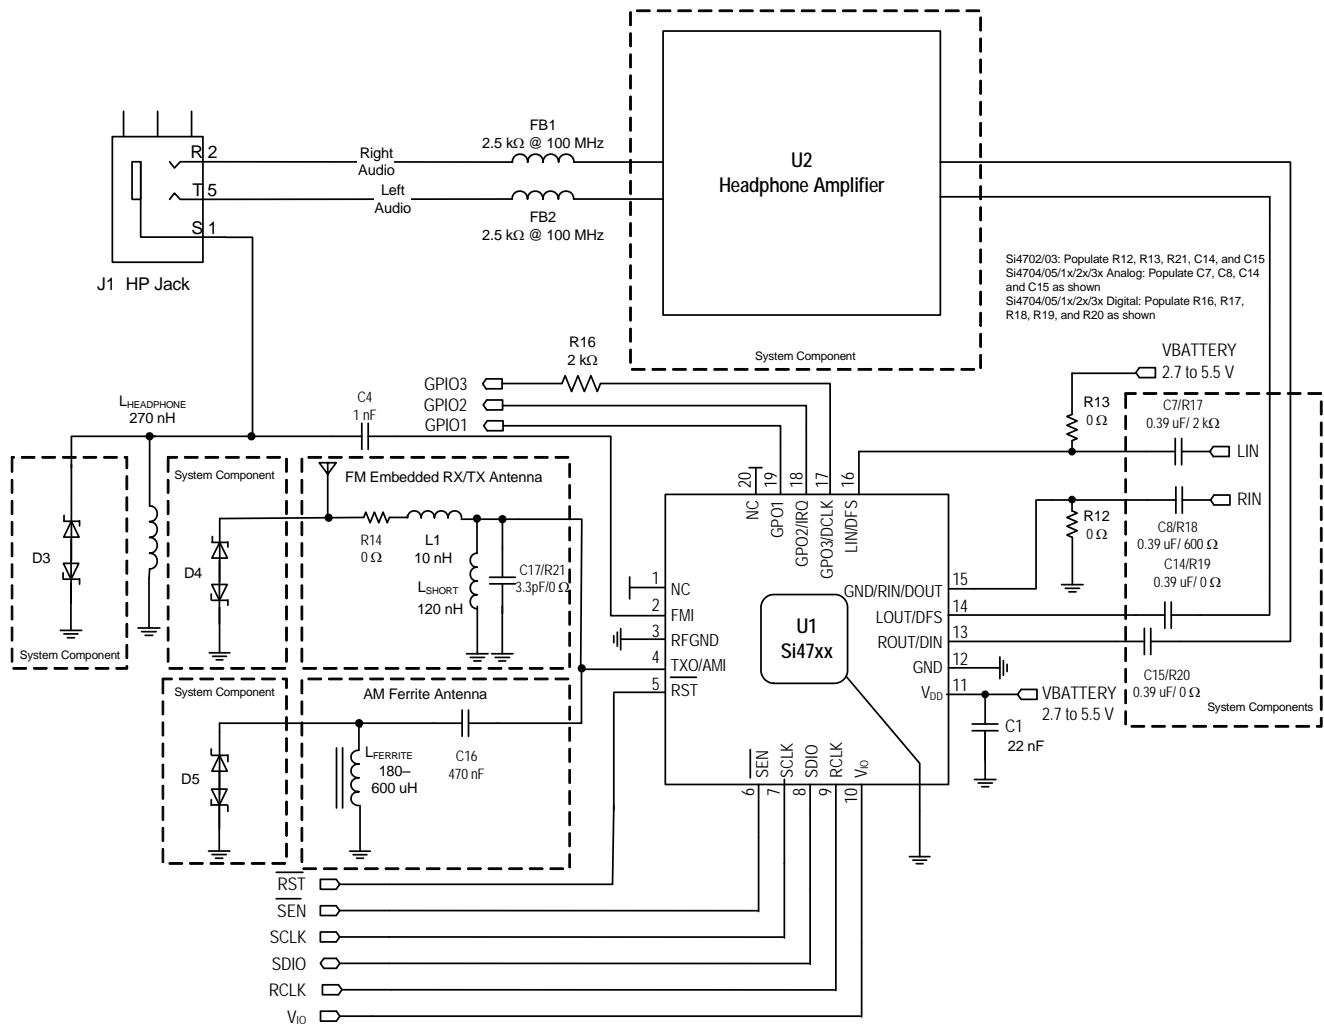 FB1
2.5 kΩ @ 100 MHz
U2
Headphone Amplifier
R 2
Right
Audio
T 5
Left
Audio
FB2
2.5 kΩ @ 100 MHz
S 1
J1 HP Jack
Si4702/03: Populate R12, R13, R21, C14, and C15
Si4704/05/1x/2x/3x Analog: Populate C7, C8, C14
and C15 as shown
Si4704/05/1x/2x/3x Digital: Populate R16, R17,
R18, R19, and R20 as shown
System Component
R16
2 kΩ
VBATTERY
2.7 to 5.5 V
GPIO3
GPIO2
GPIO1
LHEADPHONE
270 nH
C4
1 nF
R13
0 Ω
C7/R17
0.39 uF/ 2 kΩ
LIN
System Component
FM Embedded RX/TX Antenna
20
19
18
17
16
NC
GPO1
GPO2/IRQ
GPO3/DCLK
LIN/DFS
RIN
R12
0 Ω
C8/R18
0.39 uF/ 600 Ω
C14/R19
0.39 uF/ 0 Ω
D3
D4
R14
0 Ω
L1
10 nH
LSHORT
120 nH
C17/R21
3.3pF/0 Ω
1
NC
2
FMI
3
RFGND
4
TXO/AMI
5
RST
U1
Si47xx
GND/RIN/DOUT
15
LOUT/DFS
14
ROUT/DIN
13
GND
12
VDD
11
C15/R20
0.39 uF/ 0 Ω
System Components
VBATTERY
2.7 to 5.5 V
C1
22 nF
System Component
System Component
AM Ferrite Antenna
D5
LFERRITE
180–
600 uH
C16
470 nF
SEN
SCLK
SDIO
RCLK
VIO
6
7
8
9
10
RST
SEN
SCLK
SDIO
RCLK
VIO